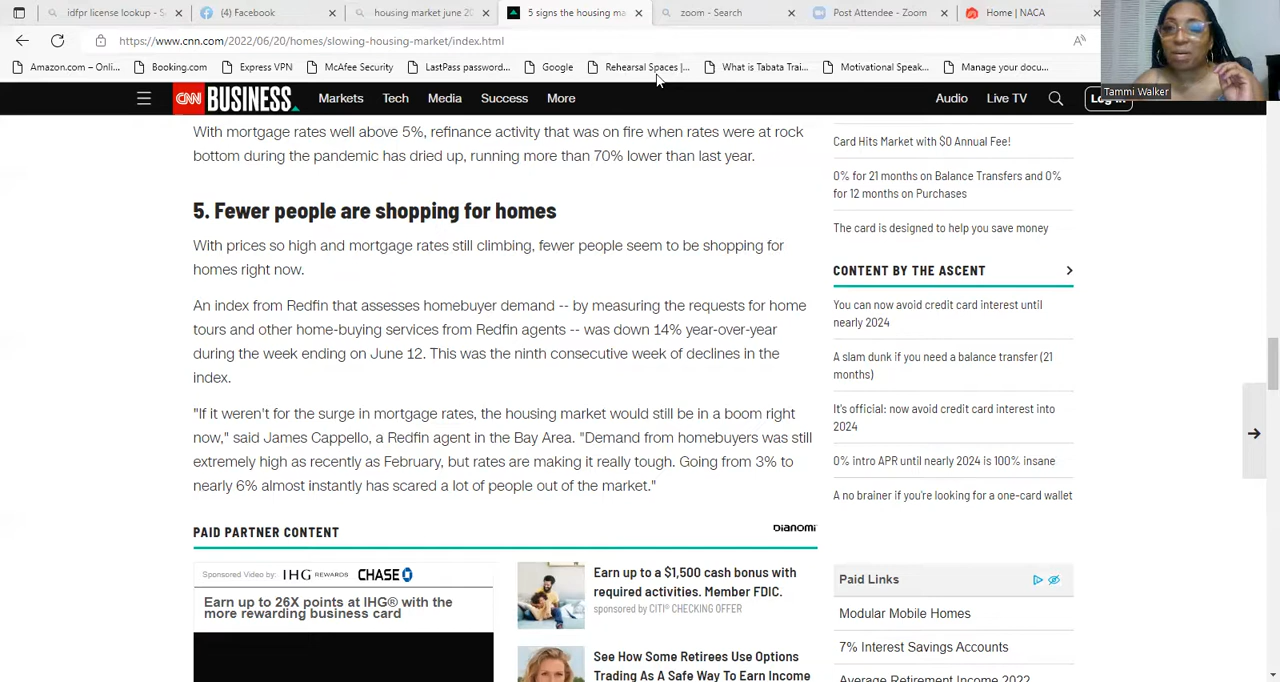 idfpr license lookup - S
(4) Facebook
housing market june 20
5 signs the housing ma
zoom - Search
Post Attendee - Zoom
Home | NACA
https://www.cnn.com/2022/06/20/homes/slowing-housing-market/index.html
Amazon.com – Onli...
Booking.com
Express VPN
McAfee Security
LastPass password...
Google
Rehearsal Spaces |...
What is Tabata Trai...
Motivational Speak...
Manage your docu...
Tammi Walker
CNN BUSINESS
Markets
Tech
Media
Success
More
Audio
Live TV
Log In
With mortgage rates well above 5%, refinance activity that was on fire when rates were at rock
bottom during the pandemic has dried up, running more than 70% lower than last year.
5. Fewer people are shopping for homes
With prices so high and mortgage rates still climbing, fewer people seem to be shopping for
homes right now.
An index from Redfin that assesses homebuyer demand -- by measuring the requests for home
tours and other home-buying services from Redfin agents -- was down 14% year-over-year
during the week ending on June 12. This was the ninth consecutive week of declines in the
index.
"If it weren't for the surge in mortgage rates, the housing market would still be in a boom right
now," said James Cappello, a Redfin agent in the Bay Area. "Demand from homebuyers was still
extremely high as recently as February, but rates are making it really tough. Going from 3% to
nearly 6% almost instantly has scared a lot of people out of the market."
PAID PARTNER CONTENT
Dianomi
Sponsored Video by: IHG REWARDS CHASE
Earn up to 26X points at IHG® with the
more rewarding business card
Earn up to a $1,500 cash bonus with
required activities. Member FDIC.
sponsored by CITI® CHECKING OFFER
See How Some Retirees Use Options
Trading As A Safe Way To Earn Income
Card Hits Market with $0 Annual Fee!
0% for 21 months on Balance Transfers and 0%
for 12 months on Purchases
The card is designed to help you save money
CONTENT BY THE ASCENT
You can now avoid credit card interest until
nearly 2024
A slam dunk if you need a balance transfer (21
months)
It's official: now avoid credit card interest into
2024
0% intro APR until nearly 2024 is 100% insane
A no brainer if you're looking for a one-card wallet
Paid Links
Modular Mobile Homes
7% Interest Savings Accounts
Average Retirement Income 2022